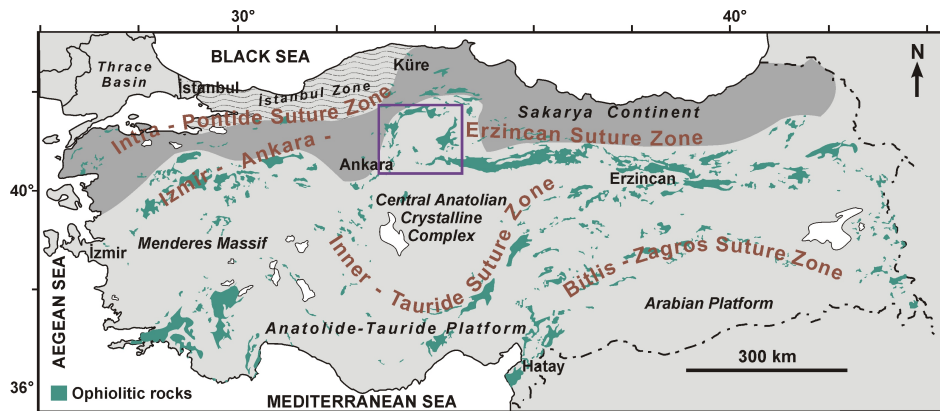 30°
40°
BLACK SEA
N
Thrace
Basin
Küre
İstanbul
İstanbul Zone
Sakarya Continent
Intra - Pontide Suture Zone
Erzincan Suture Zone
Izmir - Ankara -
Ankara
Erzincan
40°
Central Anatolian
Crystalline
Complex
Menderes Massif
İzmir
Inner - Tauride Suture Zone
Bitlis - Zagros Suture Zone
Arabian Platform
AEGEAN SEA
Anatolide-Tauride Platform
300 km
Hatay
36°
Ophiolitic rocks
MEDITERRANEAN SEA